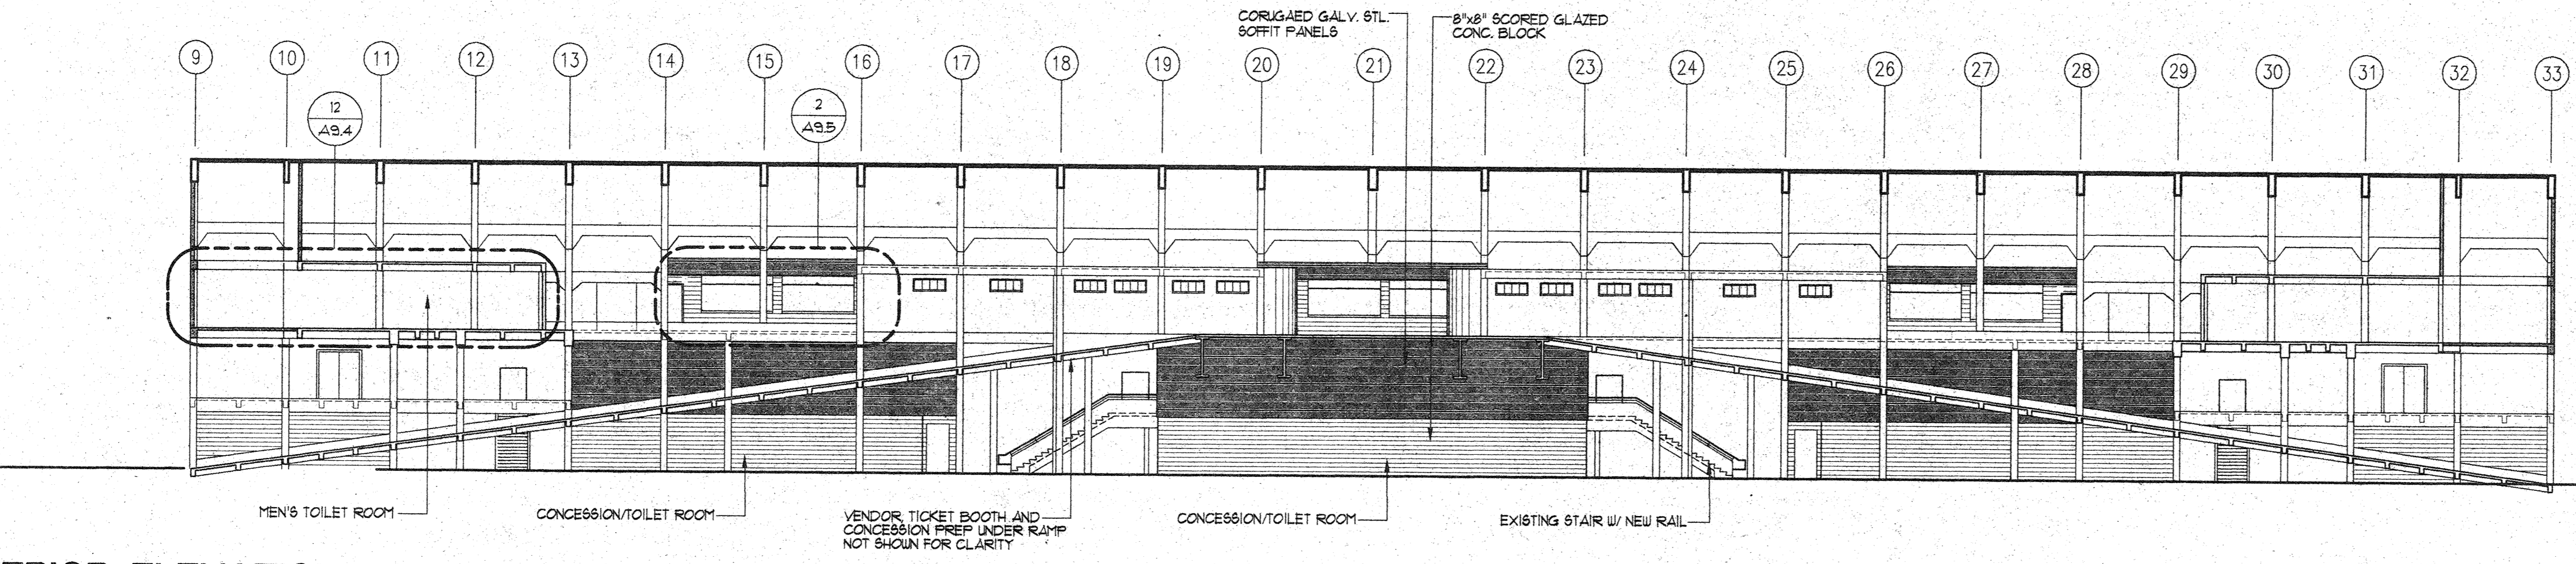 CORUGAED GALV. STL.
SOFFIT PANELS
8"x8" SCORED GLAZED
CONC. BLOCK
9 10 11 12 13 14 15 16 17 18 19 20 21 22 23 24 25 26 27 28 29 30 31 32 33
12
A9.4
2
A9.5
MEN'S TOILET ROOM
CONCESSION/TOILET ROOM
VENDOR, TICKET BOOTH AND
CONCESSION PREP UNDER RAMP
NOT SHOWN FOR CLARITY
CONCESSION/TOILET ROOM
EXISTING STAIR W/ NEW RAIL